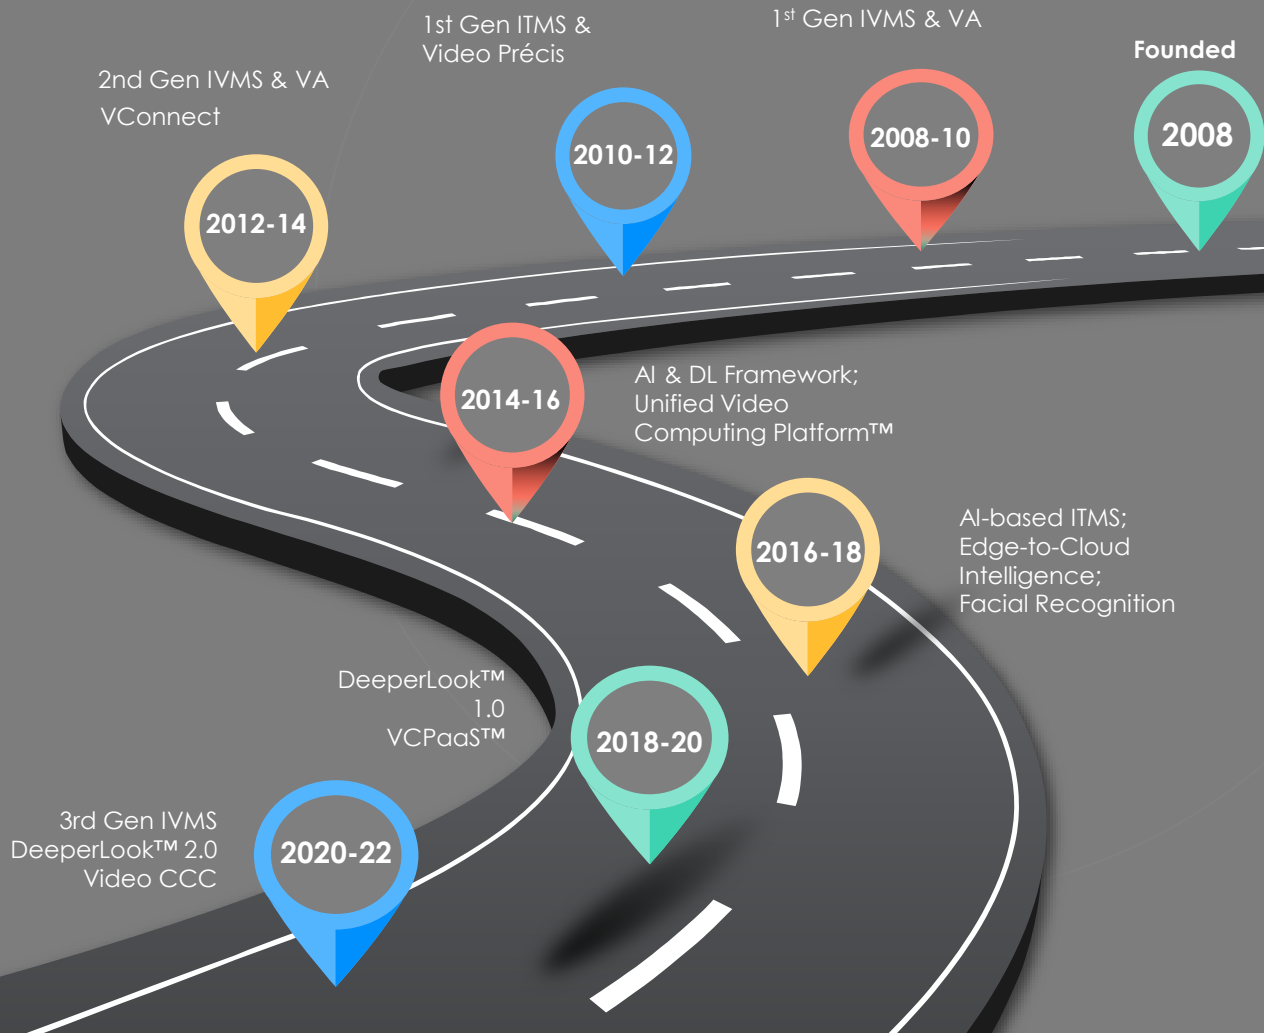 1st Gen ITMS &
Video Précis
1st Gen IVMS & VA
Founded
2nd Gen IVMS & VA
VConnect
2008
2008-10
2010-12
2012-14
2014-16
AI & DL Framework;
Unified Video
Computing Platform™
2016-18
AI-based ITMS;
Edge-to-Cloud
Intelligence;
Facial Recognition
DeeperLook™
1.0
VCPaaS™
2018-20
3rd Gen IVMS
DeeperLook™ 2.0
Video CCC
2020-22